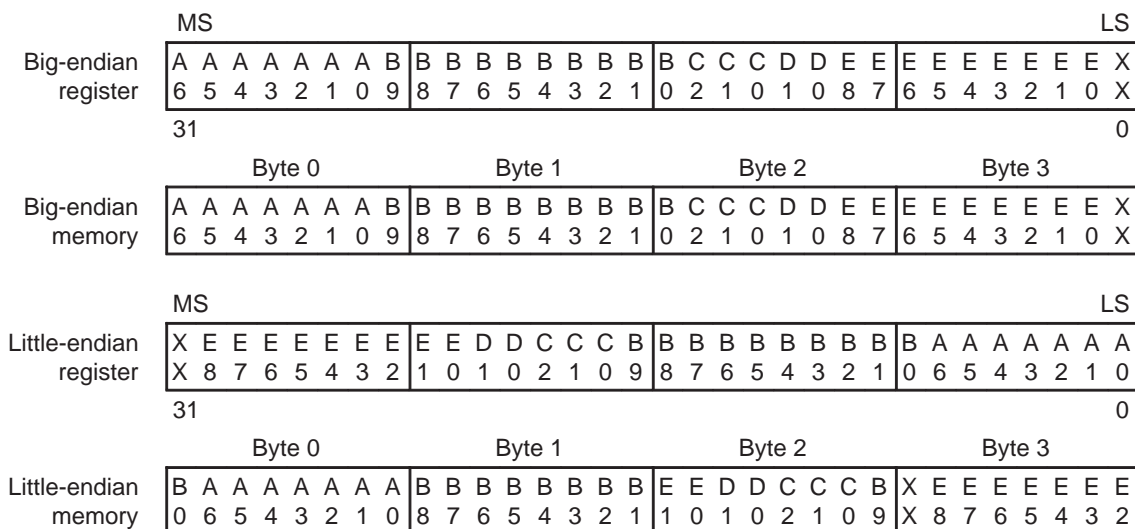 MS LS
Big-endian A A A A A A A B B B B B B B B B B C C C D D E E E E E E E E E X
register 6 5 4 3 2 1 0 9 8 7 6 5 4 3 2 1 0 2 1 0 1 0 8 7 6 5 4 3 2 1 0 X
31 0
Byte 0 Byte 1 Byte 2 Byte 3
Big-endian A A A A A A A B B B B B B B B B B C C C D D E E E E E E E E E X
memory 6 5 4 3 2 1 0 9 8 7 6 5 4 3 2 1 0 2 1 0 1 0 8 7 6 5 4 3 2 1 0 X
MS LS
Little-endian X E E E E E E E E E D D C C C B B B B B B B B B B A A A A A A A
register X 8 7 6 5 4 3 2 1 0 1 0 2 1 0 9 8 7 6 5 4 3 2 1 0 6 5 4 3 2 1 0
31 0
Byte 0 Byte 1 Byte 2 Byte 3
Little-endian B A A A A A A A B B B B B B B B E E D D C C C B X E E E E E E E
memory 0 6 5 4 3 2 1 0 8 7 6 5 4 3 2 1 1 0 1 0 2 1 0 9 X 8 7 6 5 4 3 2